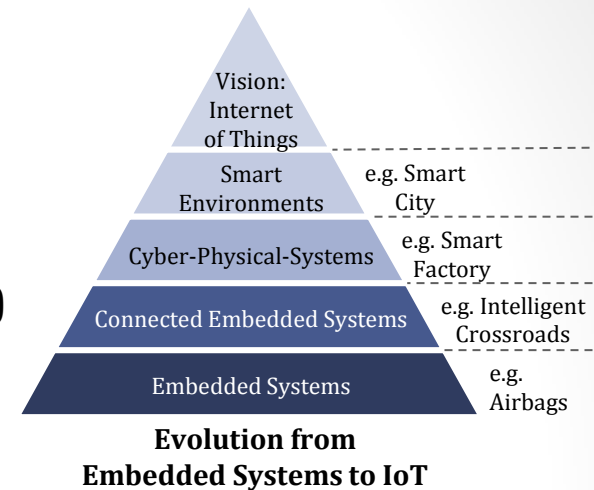 Vision:
Internet
of Things
Smart
Environments
e.g. Smart
City
Cyber-Physical-Systems
e.g. Smart
Factory
Connected Embedded Systems
e.g. Intelligent
Crossroads
Embedded Systems
e.g.
Airbags
Evolution from
Embedded Systems to IoT